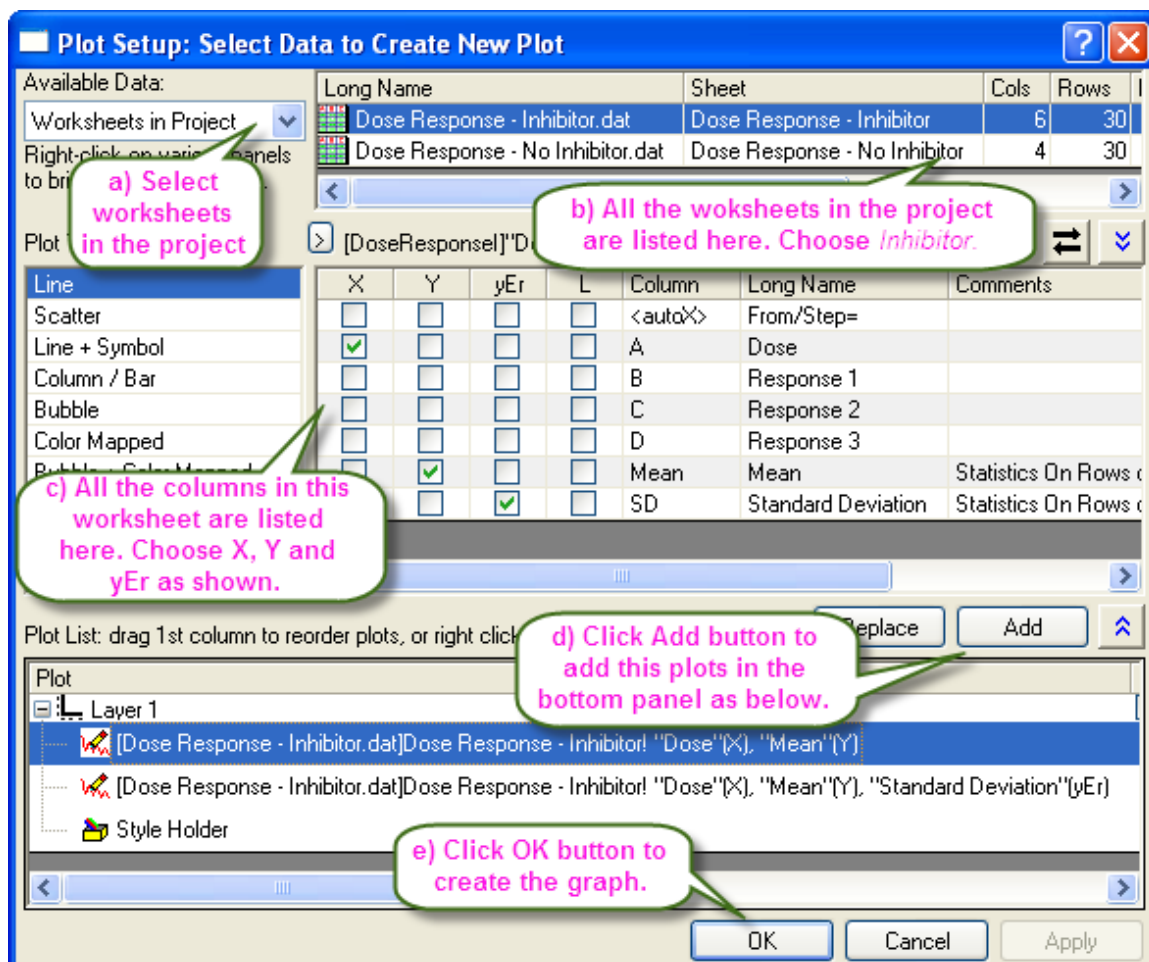 Plot Setup: Select Data to Create New Plot
Available Data:
Worksheets in Project
Right-click on
panels
to
a) Select
worksheets
in the project
Long Name Sheet Cols Rows
Dose Response - Inhibitor.dat Dose Response - Inhibitor 6 30
Dose Response - No Inhibitor.dat Dose Response - No Inhibitor 4 30
b) All the woksheets in the project
are listed here. Choose Inhibitor.
Plot
> [DoseResponseI]"Do
Line
Scatter
Line + Symbol
Column / Bar
Bubble
Color Mapped
Bubble + Color Mapped
X Y yEr L Column Long Name Comments
<autoX> From/Step=
A Dose
B Response 1
C Response 2
D Response 3
Mean Mean Statistics On Rows
SD Standard Deviation Statistics On Rows
c) All the columns in this
worksheet are listed
here. Choose X, Y and
yEr as shown.
Plot List: drag 1st column to reorder plots, or right click
Replace Add
d) Click Add button to
add this plots in the
bottom panel as below.
Plot
Layer 1
[Dose Response - Inhibitor.dat]Dose Response - Inhibitor! "Dose"(X), "Mean"(Y)
[Dose Response - Inhibitor.dat]Dose Response - Inhibitor! "Dose"(X), "Mean"(Y), "Standard Deviation"(yEr)
Style Holder
e) Click OK button to
create the graph.
OK Cancel Apply